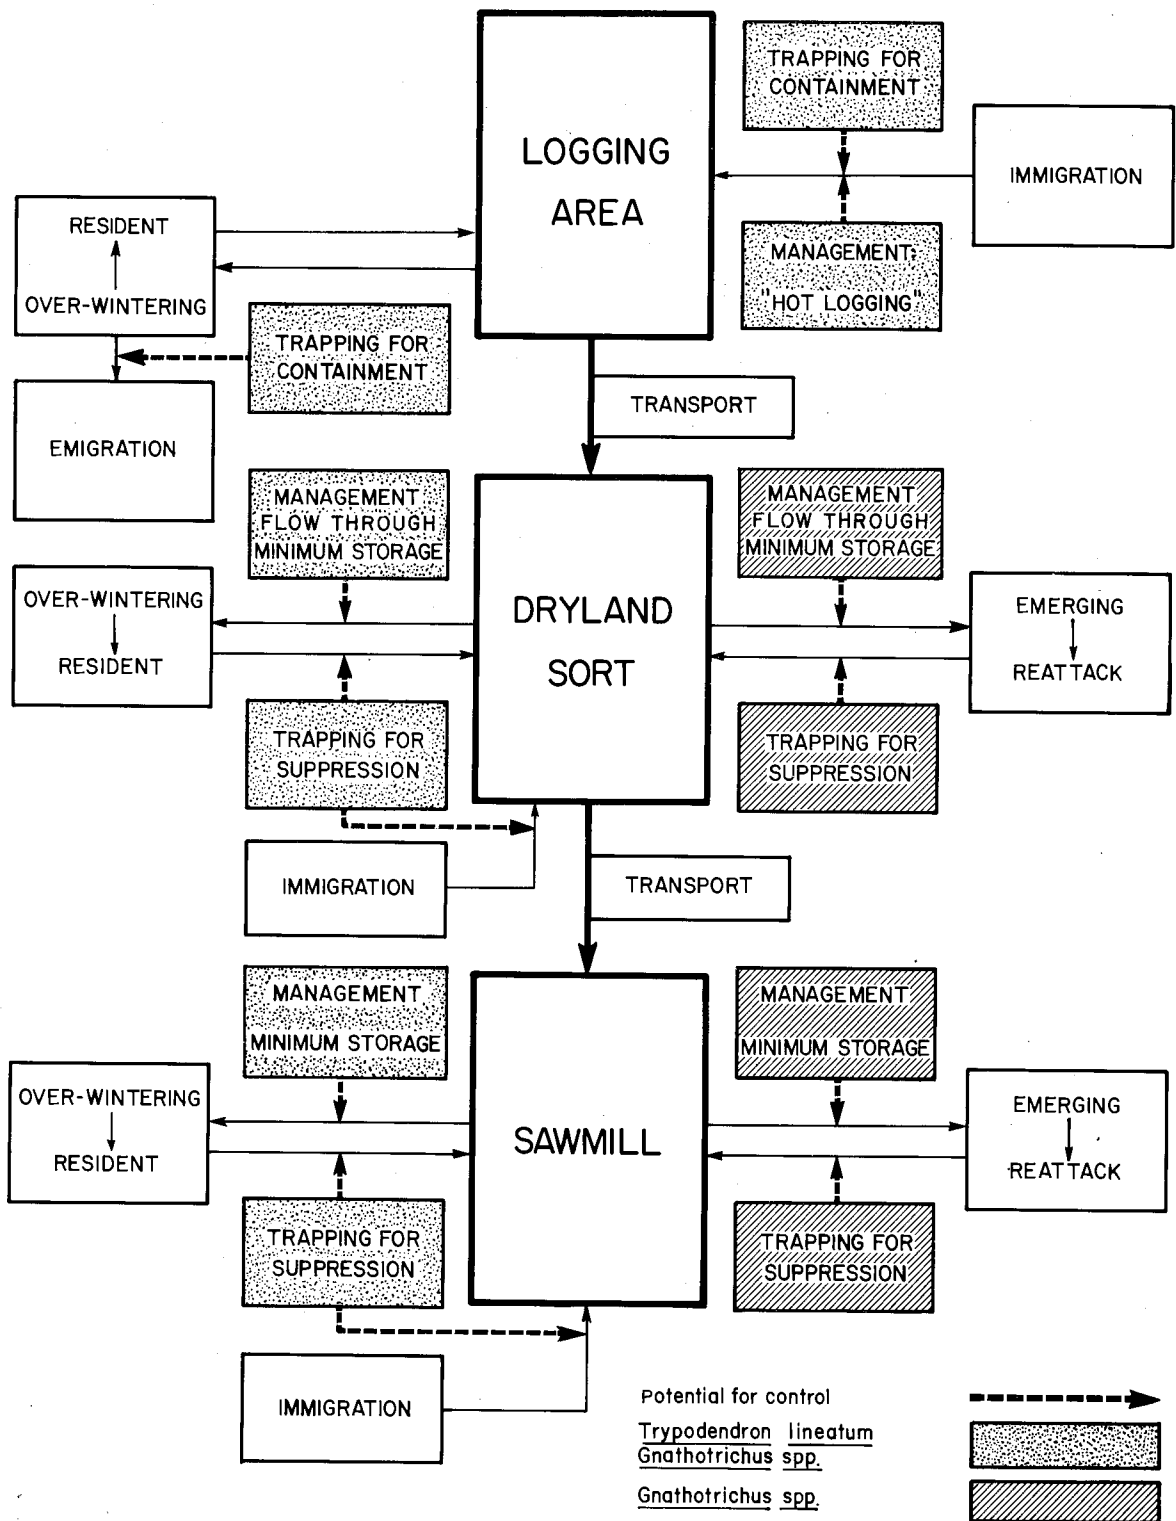 TRAPPING FOR
CONTAINMENT
LOGGING
AREA
IMMIGRATION
RESIDENT
OVER-WINTERING
MANAGEMENT:
"HOT LOGGING"
TRAPPING FOR
CONTAINMENT
TRANSPORT
EMIGRATION
MANAGEMENT
FLOW THROUGH
MINIMUM STORAGE
MANAGEMENT
FLOW THROUGH
MINIMUM STORAGE
OVER-WINTERING
RESIDENT
DRYLAND
SORT
EMERGING
REATTACK
TRAPPING FOR
SUPPRESSION
TRAPPING FOR
SUPPRESSION
IMMIGRATION
TRANSPORT
MANAGEMENT
MINIMUM STORAGE
MANAGEMENT
MINIMUM STORAGE
OVER-WINTERING
RESIDENT
SAWMILL
EMERGING
REATTACK
TRAPPING FOR
SUPPRESSION
TRAPPING FOR
SUPPRESSION
IMMIGRATION
Potential for control
Trypodendron lineatum
Gnathotrichus spp.
Gnathotrichus spp.